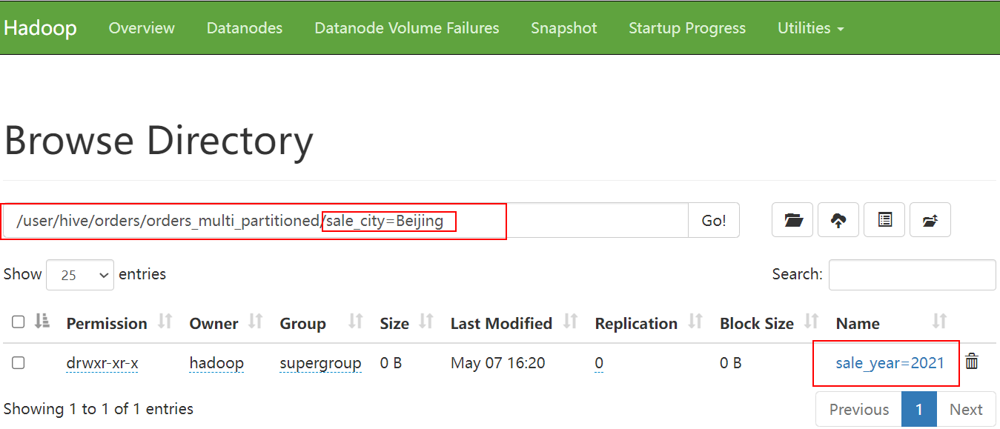 Hadoop Overview Datanodes Datanode Volume Failures Snapshot Startup Progress Utilities
Browse Directory
/user/hive/orders/orders_multi_partitioned/sale_city=Beijing Go!
Show 25 entries Search:
Permission Owner Group Size Last Modified Replication Block Size Name
drwxr-xr-x hadoop supergroup 0 B May 07 16:20 0 0 B sale_year=2021
Showing 1 to 1 of 1 entries Previous 1 Next